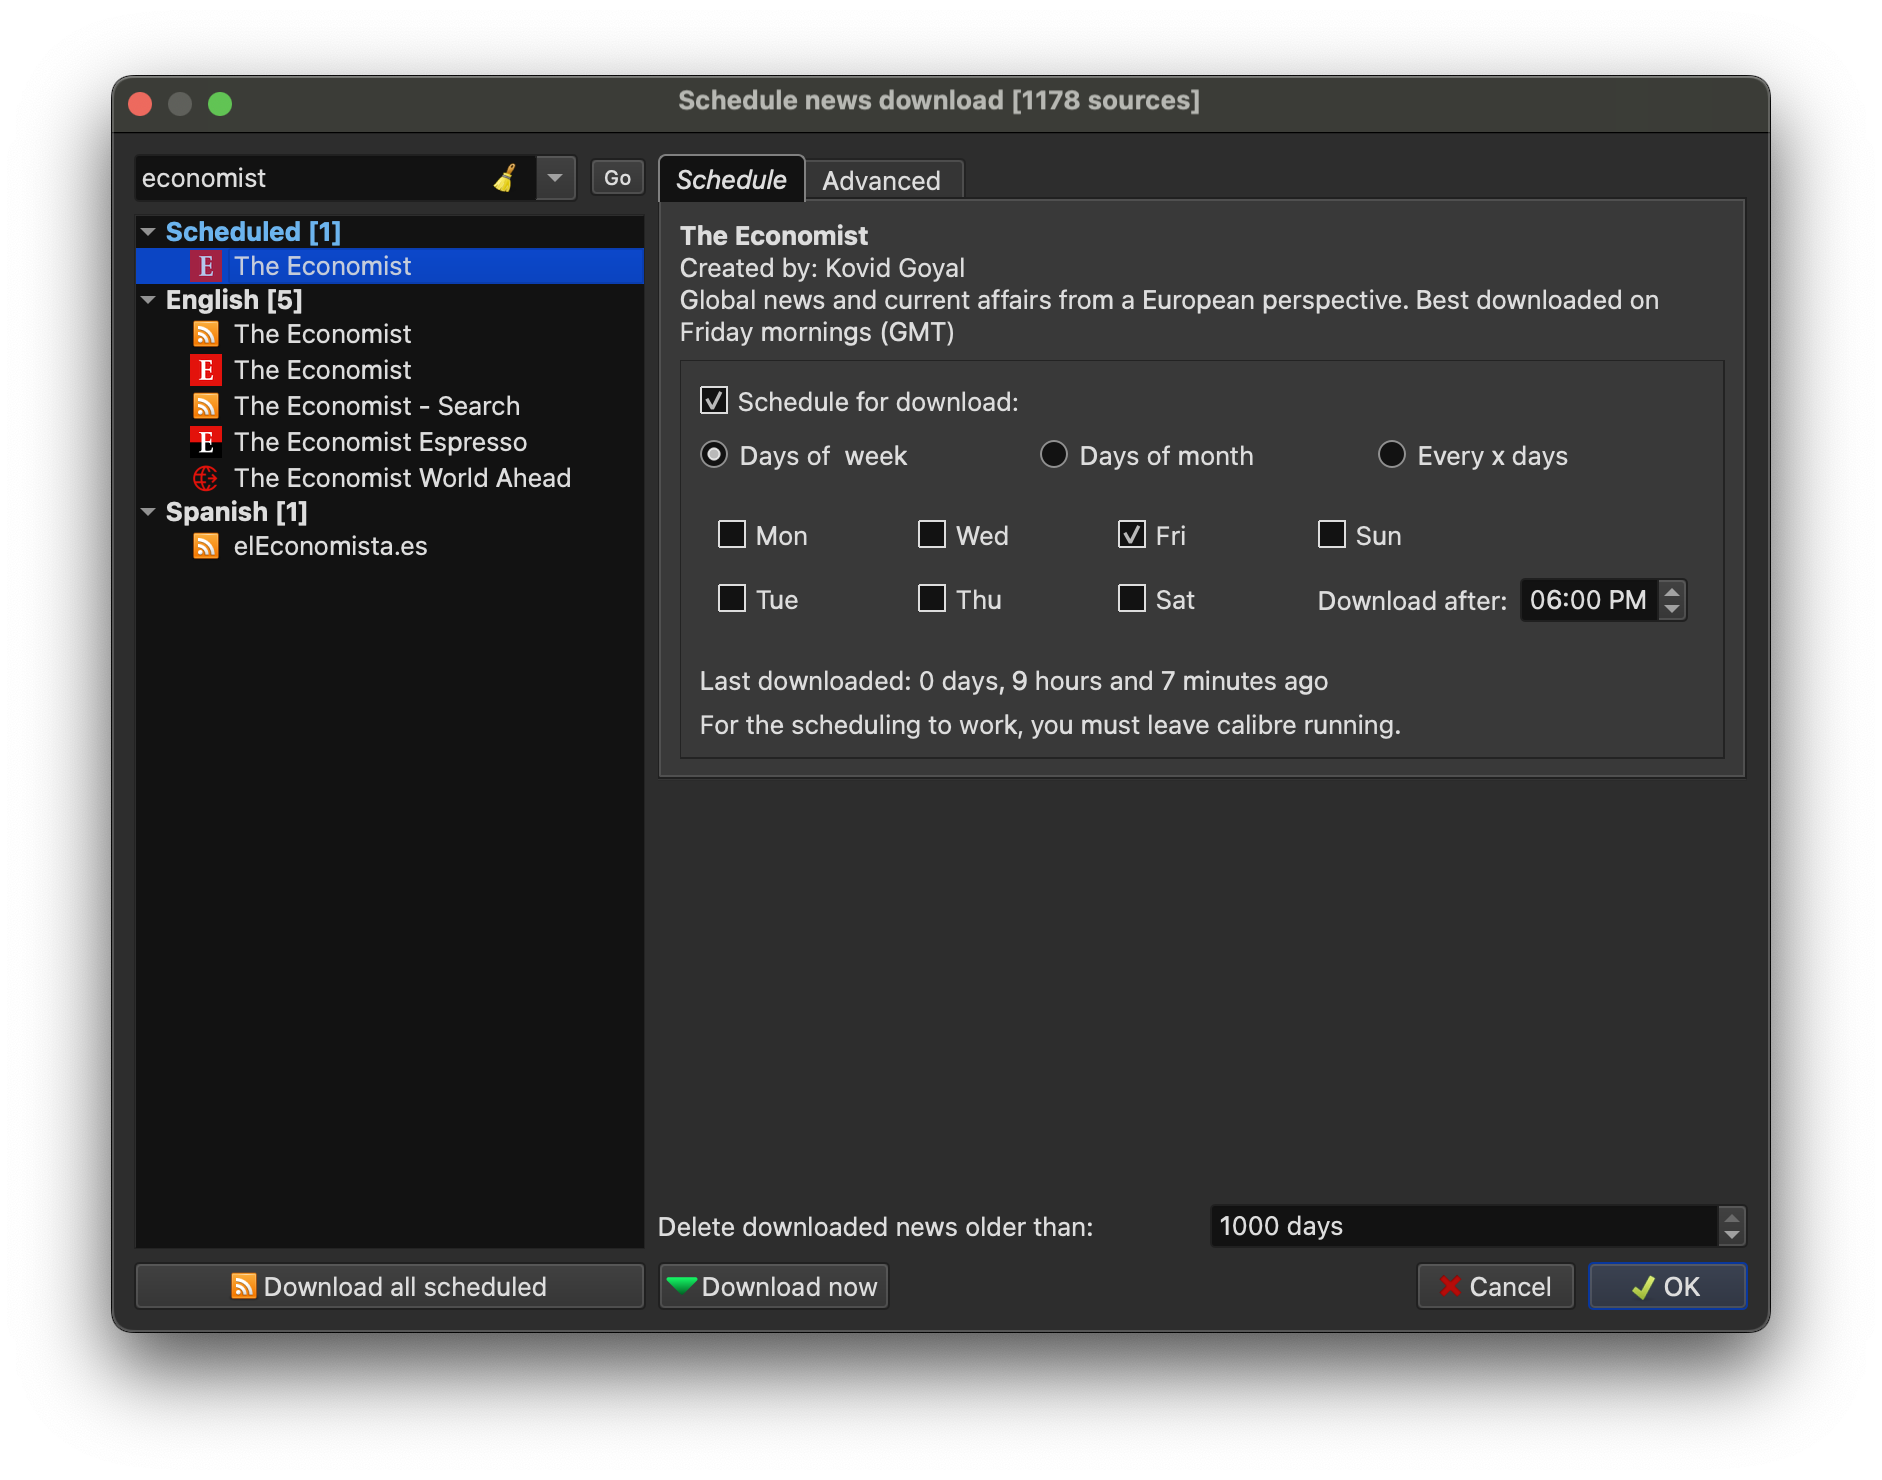 Schedule news download [1178 sources]
economist
Go
Scheduled [1]
E The Economist
English [5]
The Economist
E The Economist
The Economist - Search
E The Economist Espresso
The Economist World Ahead
Spanish [1]
elEconomista.es
Download all scheduled
Schedule
Advanced
The Economist
Created by: Kovid Goyal
Global news and current affairs from a European perspective. Best downloaded on
Friday mornings (GMT)
Schedule for download:
Days of  week
Days of month
Every x days
Mon
Wed
Fri
Sun
Tue
Thu
Sat
Download after: 06:00 PM
Last downloaded: 0 days, 9 hours and 7 minutes ago
For the scheduling to work, you must leave calibre running.
Delete downloaded news older than: 1000 days
Download now
Cancel
OK